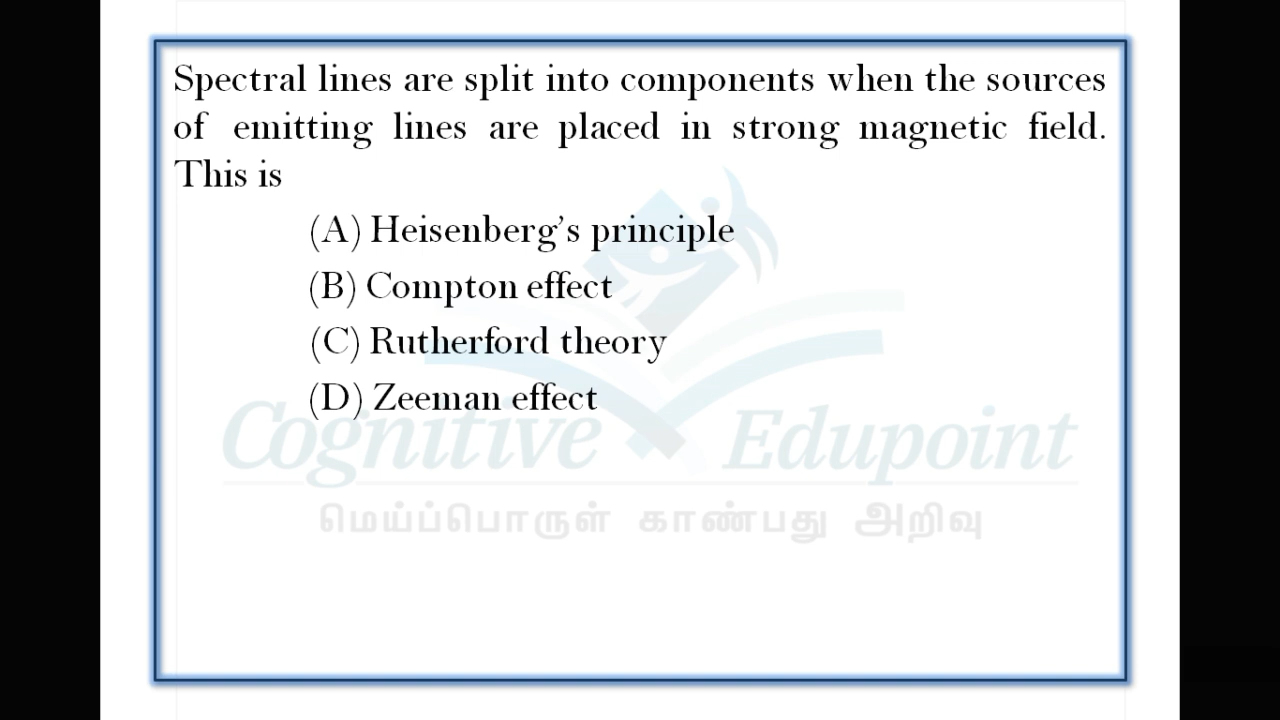 Spectral lines are split into components when the sources
of emitting lines are placed in strong magnetic field.
This is
(A) Heisenberg’s principle
(B) Compton effect
(C) Rutherford theory
(D) Zeeman effect
Cognitive Edupoint
மெய்ப்பொருள் காண்பது அறிவு